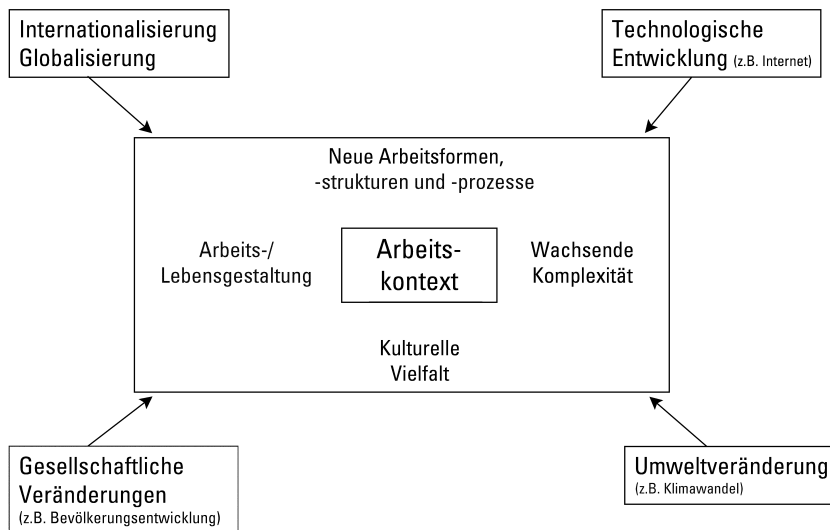 Internationalisierung
Globalisierung
Technologische
Entwicklung (z.B. Internet)
Neue Arbeitsformen,
-strukturen und -prozesse
Arbeits-/
Lebensgestaltung
Arbeits-
kontext
Wachsende
Komplexität
Kulturelle
Vielfalt
Gesellschaftliche
Veränderungen
(z.B. Bevölkerungsentwicklung)
Umweltveränderung
(z.B. Klimawandel)